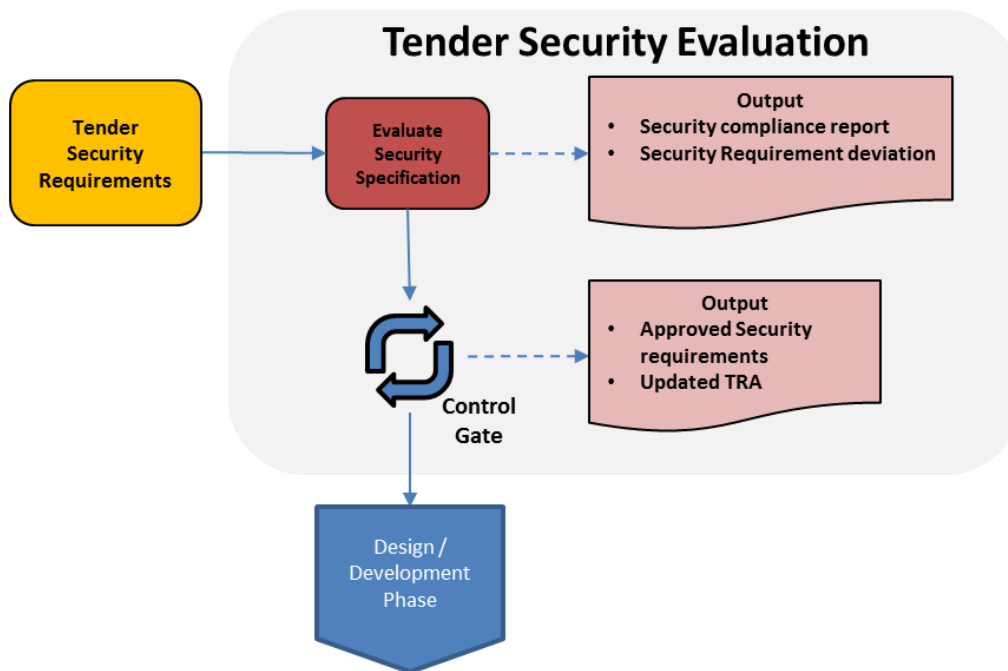 Tender Security Evaluation
Tender
Security
Requirements
Evaluate
Security
Specification
Output
• Security compliance report
• Security Requirement deviation
Output
• Approved Security
requirements
• Updated TRA
Control
Gate
Design /
Development
Phase